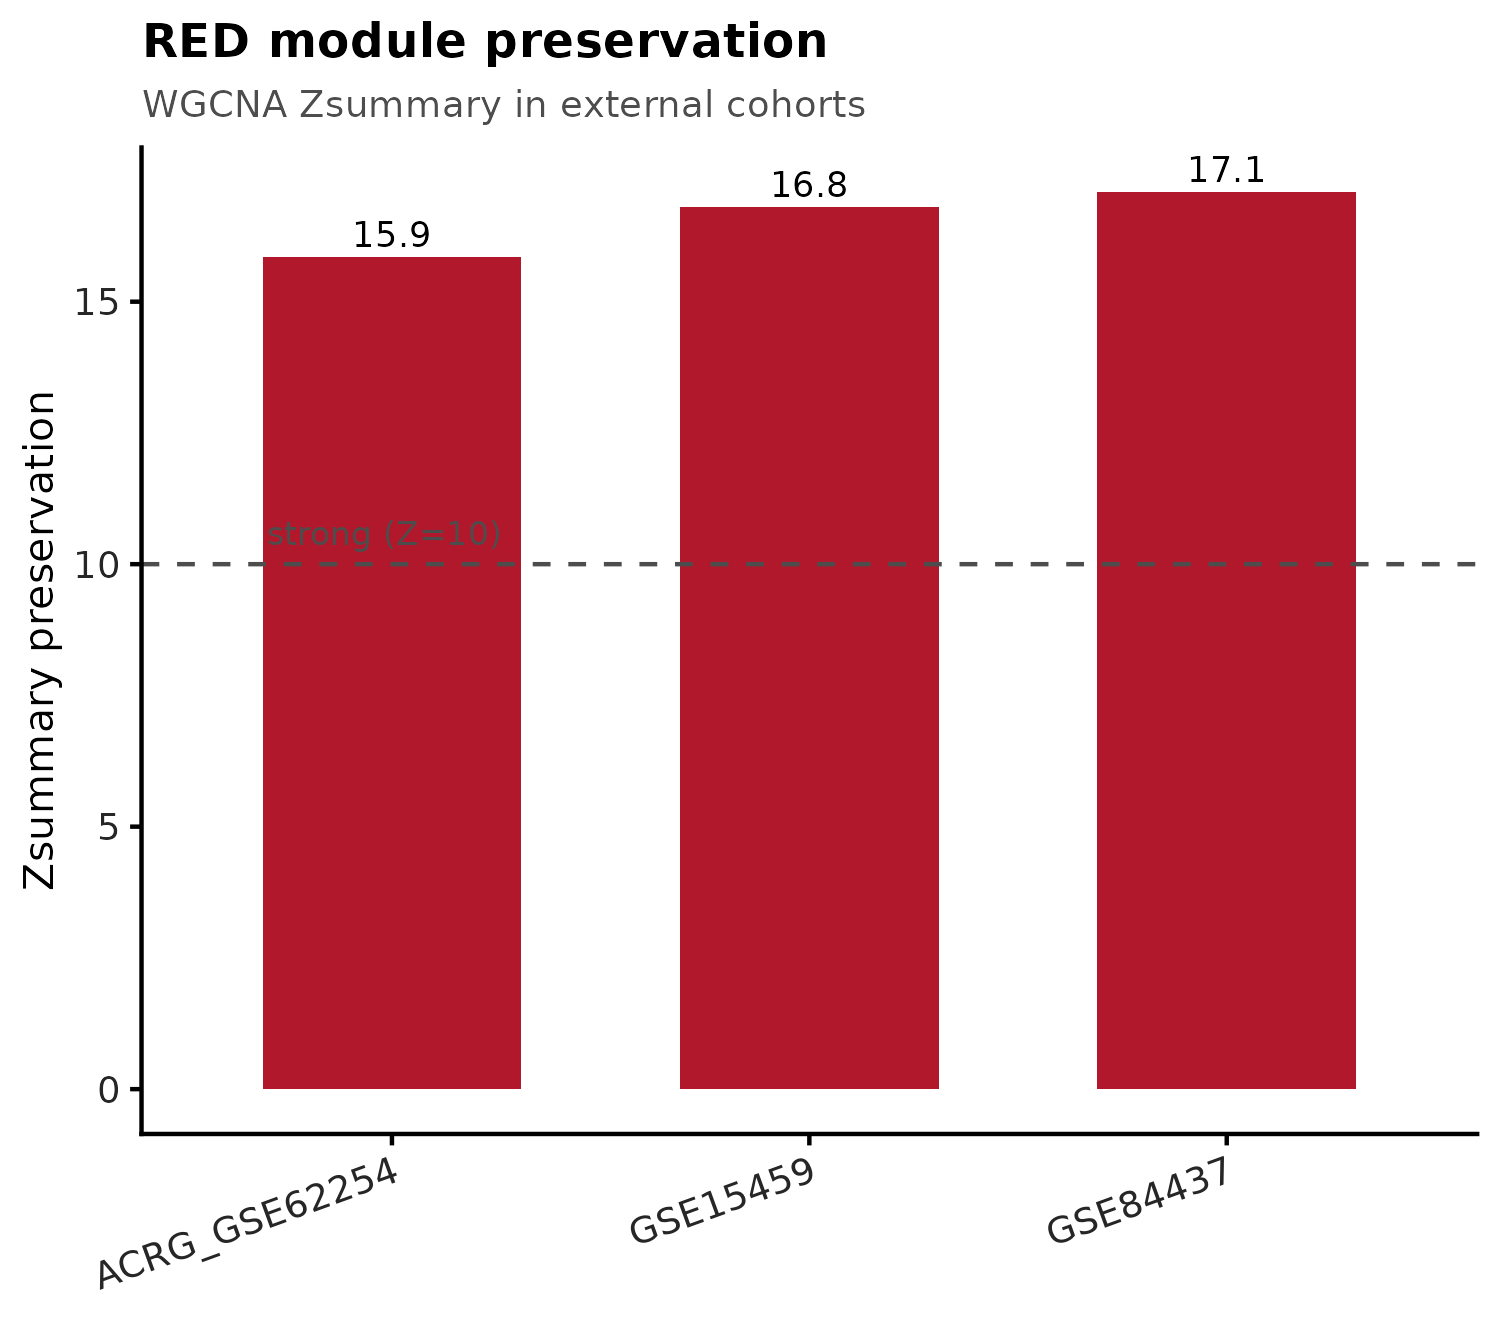 RED module preservation
WGCNA Zsummary in external cohorts
Zsummary preservation
15
10
5
0
15.9
16.8
17.1
strong (Z=10)
ACRG_GSE62254
GSE15459
GSE84437